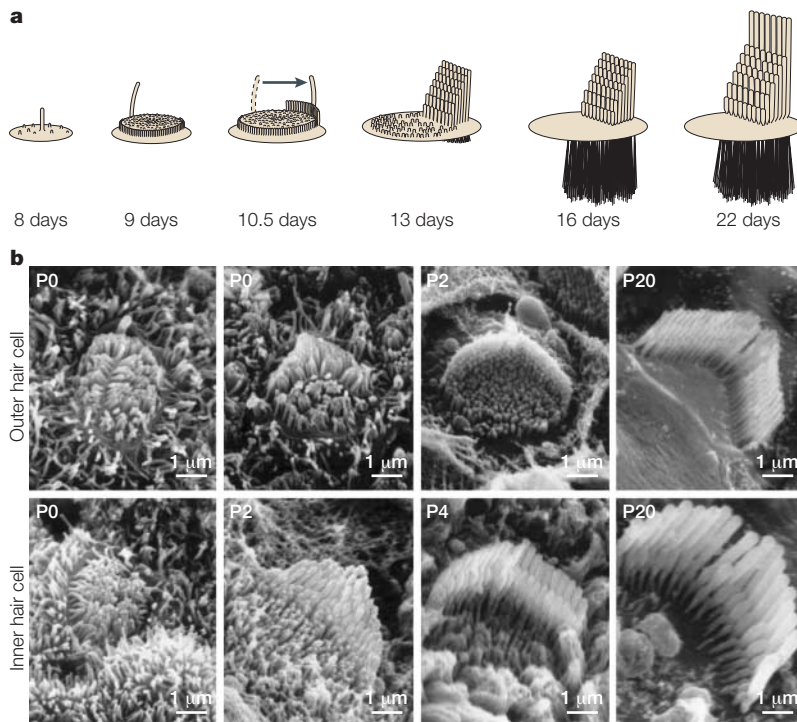 a
8 days 9 days 10.5 days 13 days 16 days 22 days
b
Outer hair cell
P0 P0 P2 P20
1 μm 1 μm 1 μm 1 μm
Inner hair cell
P0 P2 P4 P20
1 μm 1 μm 1 μm 1 μm